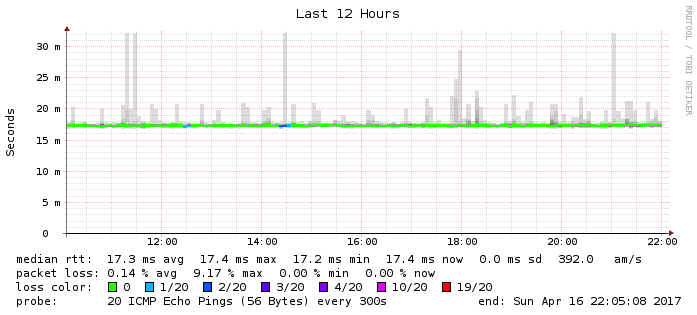 Last 12 Hours
RRDTOOL / TOBI OETIKER
Seconds
30 m
25 m
20 m
15 m
10 m
5 m
0
12:00 14:00 16:00 18:00 20:00 22:00
median rtt: 17.3 ms avg 17.4 ms max 17.2 ms min 17.4 ms now 0.0 ms sd 392.0 am/s
packet loss: 0.14 % avg 9.17 % max 0.00 % min 0.00 % now
loss color: 0 1/20 2/20 3/20 4/20 10/20 19/20
probe: 20 ICMP Echo Pings (56 Bytes) every 300s end: Sun Apr 16 22:05:08 2017